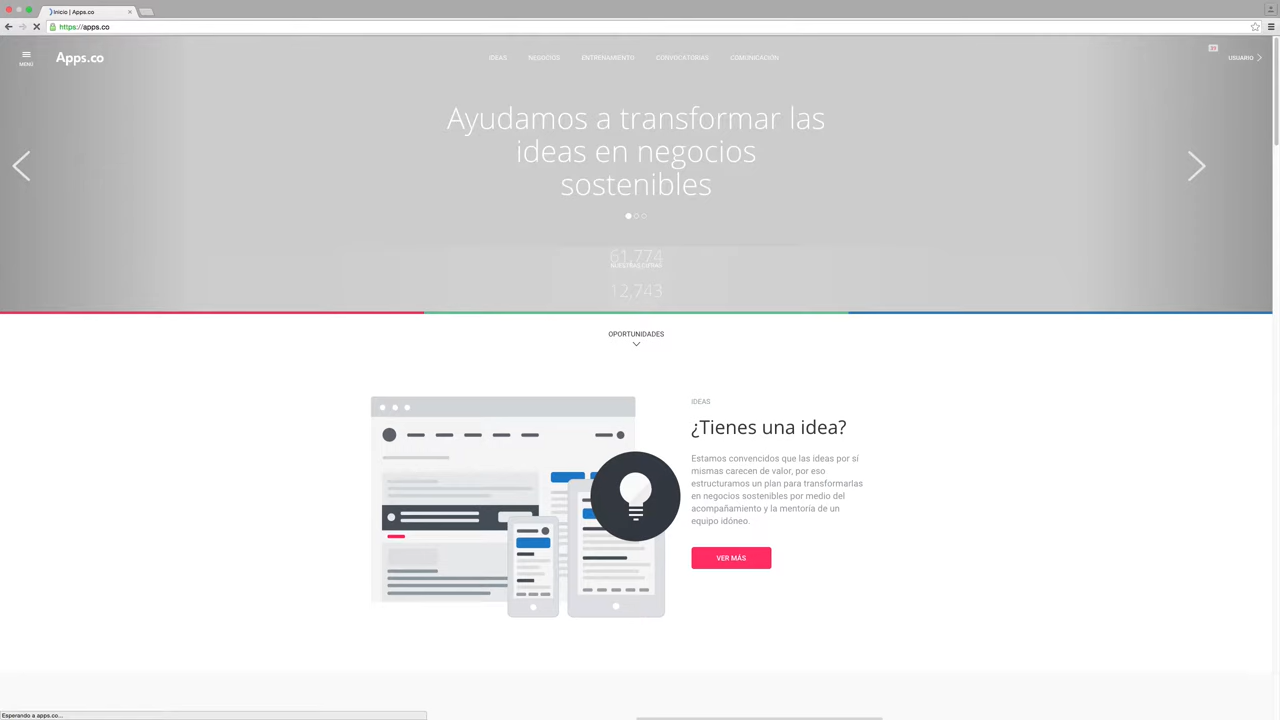 Inicio | Apps.co
https://apps.co
MENÚ
Apps.co
IDEAS
NEGOCIOS
ENTRENAMIENTO
CONVOCATORIAS
COMUNICACIÓN
USUARIO
Ayudamos a transformar las
ideas en negocios
sostenibles
61,774
NUESTRAS CIFRAS
12,743
OPORTUNIDADES
IDEAS
¿Tienes una idea?
Estamos convencidos que las ideas por sí
mismas carecen de valor, por eso
estructuramos un plan para transformarlas
en negocios sostenibles por medio del
acompañamiento y la mentoría de un
equipo idóneo.
VER MÁS
Esperando a apps.co...